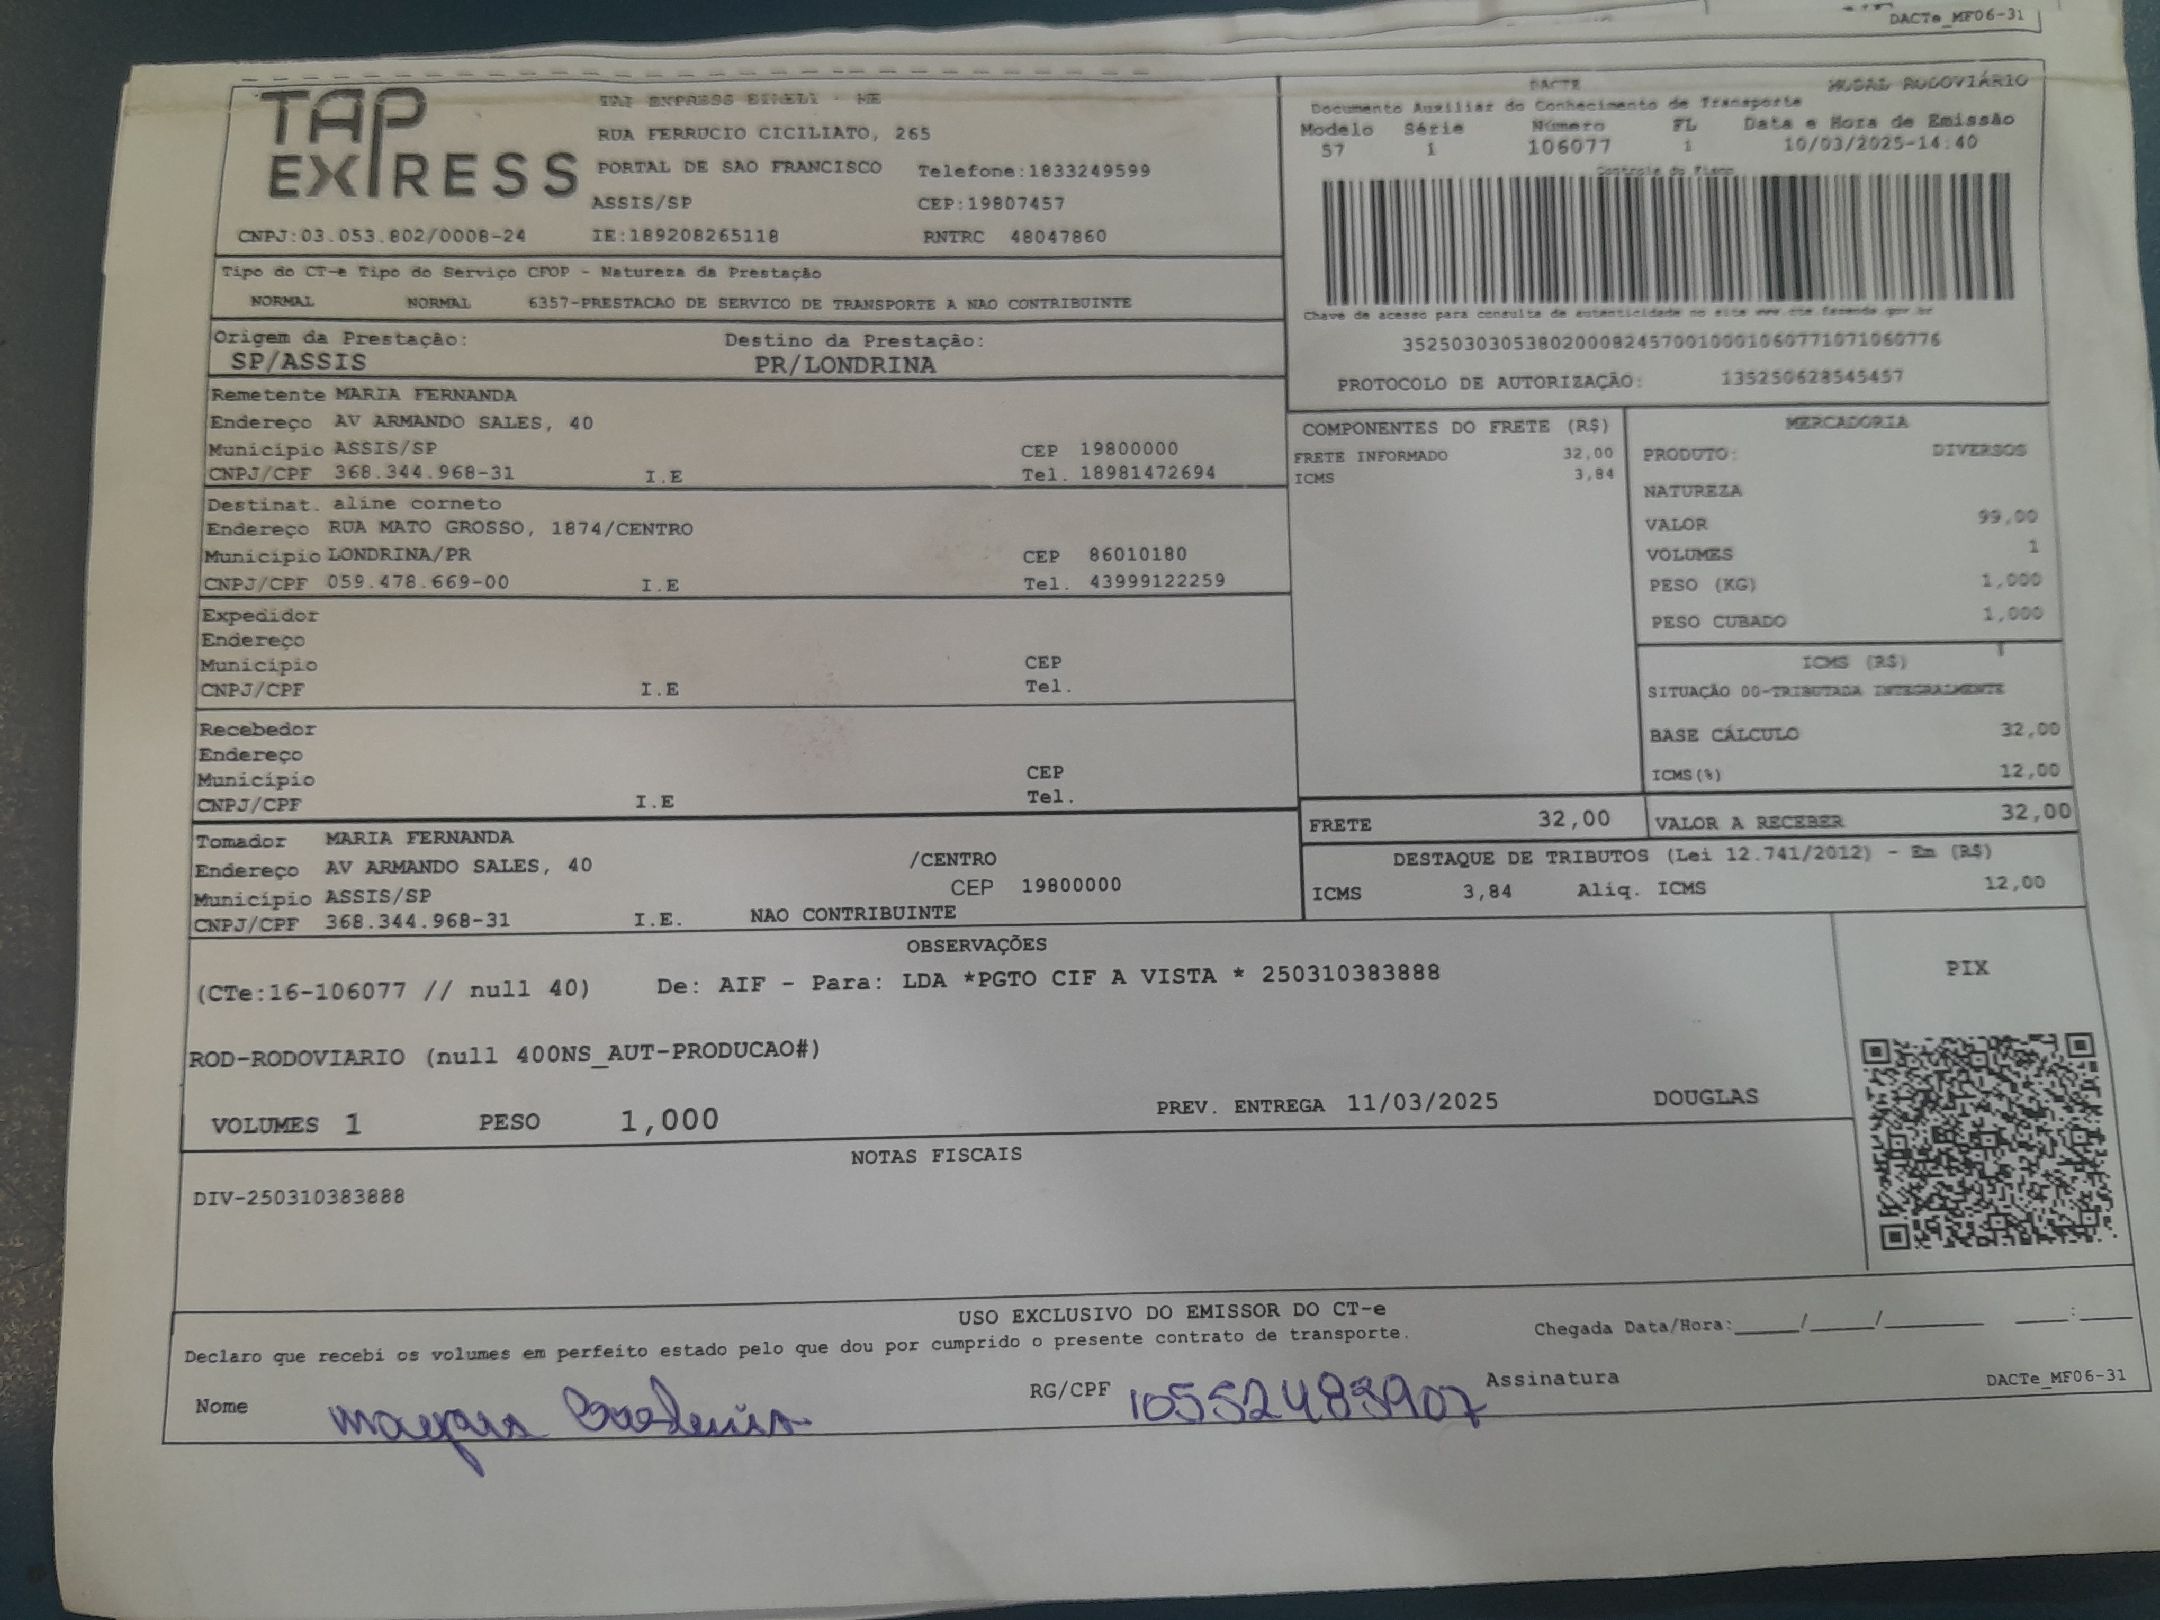 DACTe_MF06-31
TAP EXPRESS
TAP EXPRESS EIRELI - ME
RUA FERRUCIO CICILIATO, 265
PORTAL DE SAO FRANCISCO Telefone:1833249599
ASSIS/SP CEP:19807457
CNPJ:03.053.802/0008-24 IE:189208265118 RNTRC 48047860
DACTE MODAL RODOVIÁRIO
Documento Auxiliar do Conhecimento de Transporte
Modelo Série Número FL Data e Hora de Emissão
57 1 106077 1 10/03/2025-14:40
Controle do Fisco
Chave de acesso para consulta de autenticidade no site www.cte.fazenda.gov.br
35250303053802000824570010001060771071060776
PROTOCOLO DE AUTORIZAÇÃO: 135250628545457
Tipo do CT-e Tipo do Serviço CFOP - Natureza da Prestação
NORMAL NORMAL 6357-PRESTACAO DE SERVICO DE TRANSPORTE A NAO CONTRIBUINTE
Origem da Prestação: Destino da Prestação:
SP/ASSIS PR/LONDRINA
Remetente MARIA FERNANDA
Endereço AV ARMANDO SALES, 40
Município ASSIS/SP CEP 19800000
CNPJ/CPF 368.344.968-31 I.E Tel. 18981472694
Destinat. aline corneto
Endereço RUA MATO GROSSO, 1874/CENTRO
Município LONDRINA/PR CEP 86010180
CNPJ/CPF 059.478.669-00 I.E Tel. 43999122259
Expedidor
Endereço
Município CEP
CNPJ/CPF I.E Tel.
Recebedor
Endereço
Município CEP
CNPJ/CPF I.E Tel.
Tomador MARIA FERNANDA
Endereço AV ARMANDO SALES, 40 /CENTRO
Município ASSIS/SP CEP 19800000
CNPJ/CPF 368.344.968-31 I.E. NAO CONTRIBUINTE
COMPONENTES DO FRETE (R$)
FRETE INFORMADO 32,00
ICMS 3,84
MERCADORIA
PRODUTO: DIVERSOS
NATUREZA
VALOR 99,00
VOLUMES 1
PESO (KG) 1,000
PESO CUBADO 1,000
ICMS (R$)
SITUAÇÃO 00-TRIBUTADA INTEGRALMENTE
BASE CÁLCULO 32,00
ICMS(%) 12,00
FRETE 32,00 VALOR A RECEBER 32,00
DESTAQUE DE TRIBUTOS (Lei 12.741/2012) - Em (R$)
ICMS 3,84 Alíq. ICMS 12,00
OBSERVAÇÕES
(CTe:16-106077 // null 40) De: AIF - Para: LDA *PGTO CIF A VISTA * 250310383888
ROD-RODOVIARIO (null 400NS_AUT-PRODUCAO#)
VOLUMES 1 PESO 1,000 PREV. ENTREGA 11/03/2025 DOUGLAS
PIX
NOTAS FISCAIS
DIV-250310383888
USO EXCLUSIVO DO EMISSOR DO CT-e
Declaro que recebi os volumes em perfeito estado pelo que dou por cumprido o presente contrato de transporte. Chegada Data/Hora:_____/_____/________ ____:____
Nome RG/CPF 10552483907 Assinatura
DACTe_MF06-31